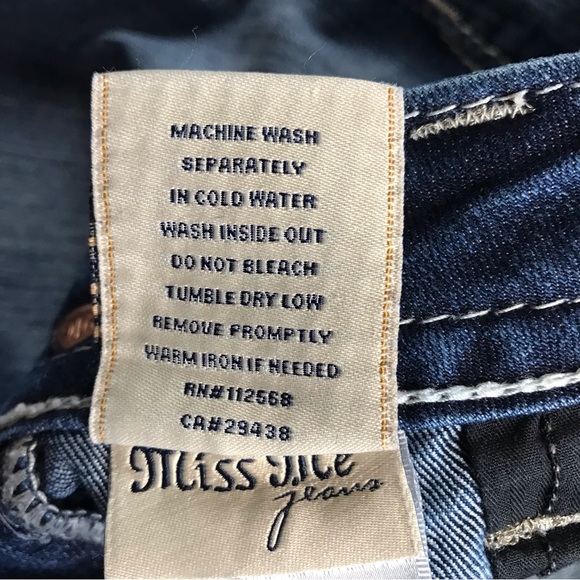 MACHINE WASH
SEPARATELY
IN COLD WATER
WASH INSIDE OUT
DO NOT BLEACH
TUMBLE DRY LOW
REMOVE PROMPTLY
WARM IRON IF NEEDED
RN#112568
CA#29438
Miss Me
jeans